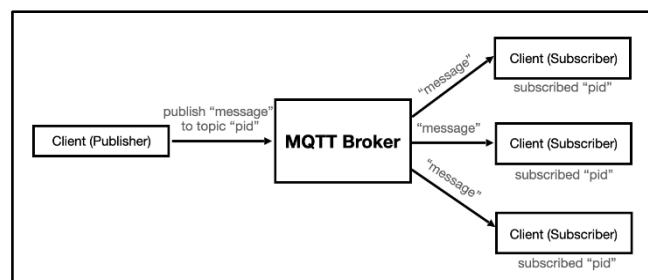 Client (Publisher)
publish “message”
to topic “pid”
MQTT Broker
“message”
Client (Subscriber)
subscribed “pid”
“message”
Client (Subscriber)
subscribed “pid”
“message”
Client (Subscriber)
subscribed “pid”